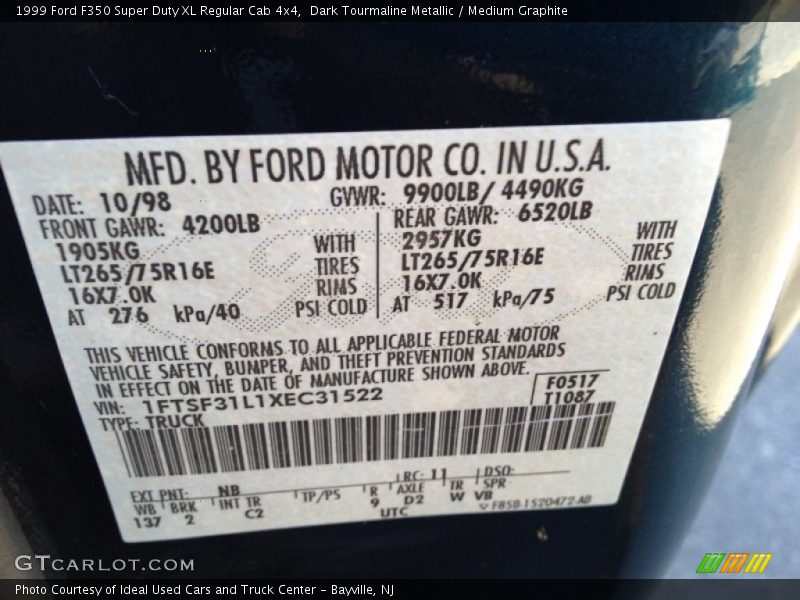 1999 Ford F350 Super Duty XL Regular Cab 4x4,  Dark Tourmaline Metallic / Medium Graphite
MFD. BY FORD MOTOR CO. IN U.S.A.
DATE: 10/98 GVWR: 9900LB/ 4490KG
FRONT GAWR: 4200LB REAR GAWR: 6520LB
1905KG WITH 2957KG WITH
LT265/75R16E TIRES LT265/75R16E TIRES
16X7.0K RIMS 16X7.0K RIMS
AT 276 kPa/40 PSI COLD AT 517 kPa/75 PSI COLD
THIS VEHICLE CONFORMS TO ALL APPLICABLE FEDERAL MOTOR
VEHICLE SAFETY, BUMPER, AND THEFT PREVENTION STANDARDS
IN EFFECT ON THE DATE OF MANUFACTURE SHOWN ABOVE.
F0517
VIN: 1FTSF31L1XEC31522 T1087
TYPE: TRUCK
EXT PNT: NB RC: 11 DSO:
WB BRK INT TR TP/PS R AXLE TR SPR
137 2 C2 9 D2 W VB
UTC F85B-1520472-AB
GTCARLOT.COM
Photo Courtesy of Ideal Used Cars and Truck Center – Bayville, NJ